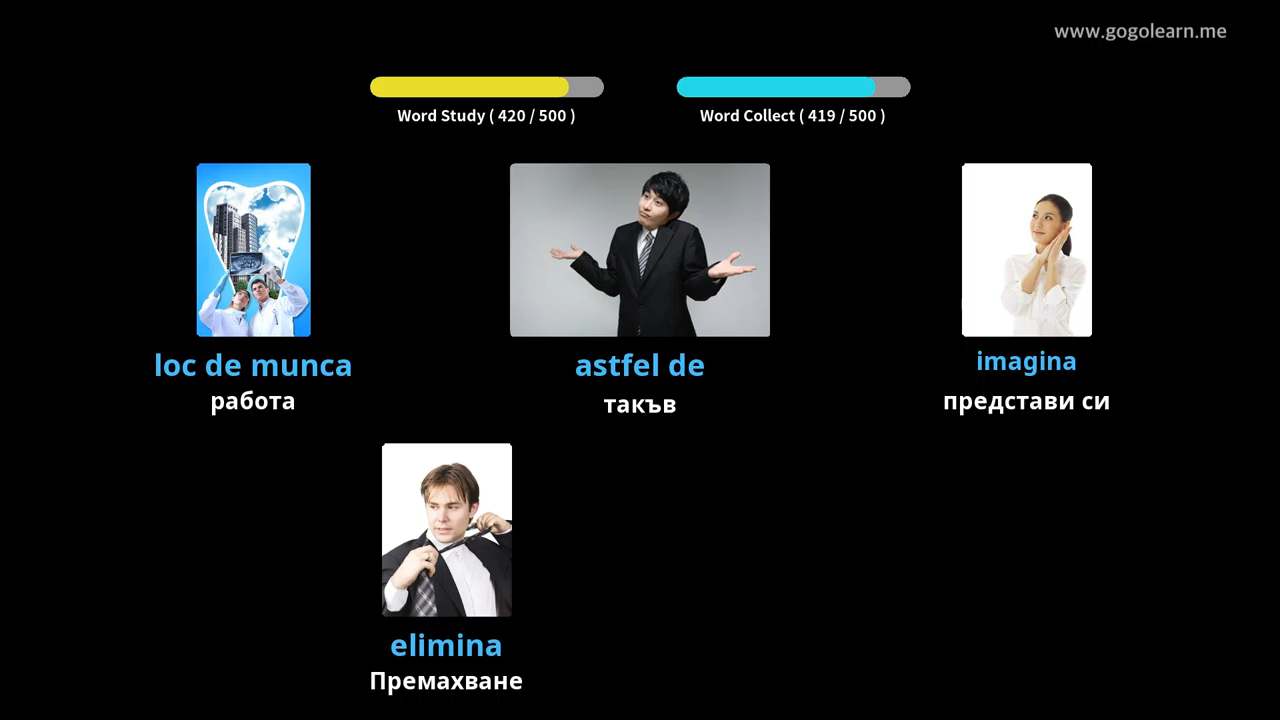 www.gogolearn.me
Word Study ( 420 / 500 )
Word Collect ( 419 / 500 )
loc de munca
работа
astfel de
такъв
imagina
представи си
elimina
Премахване